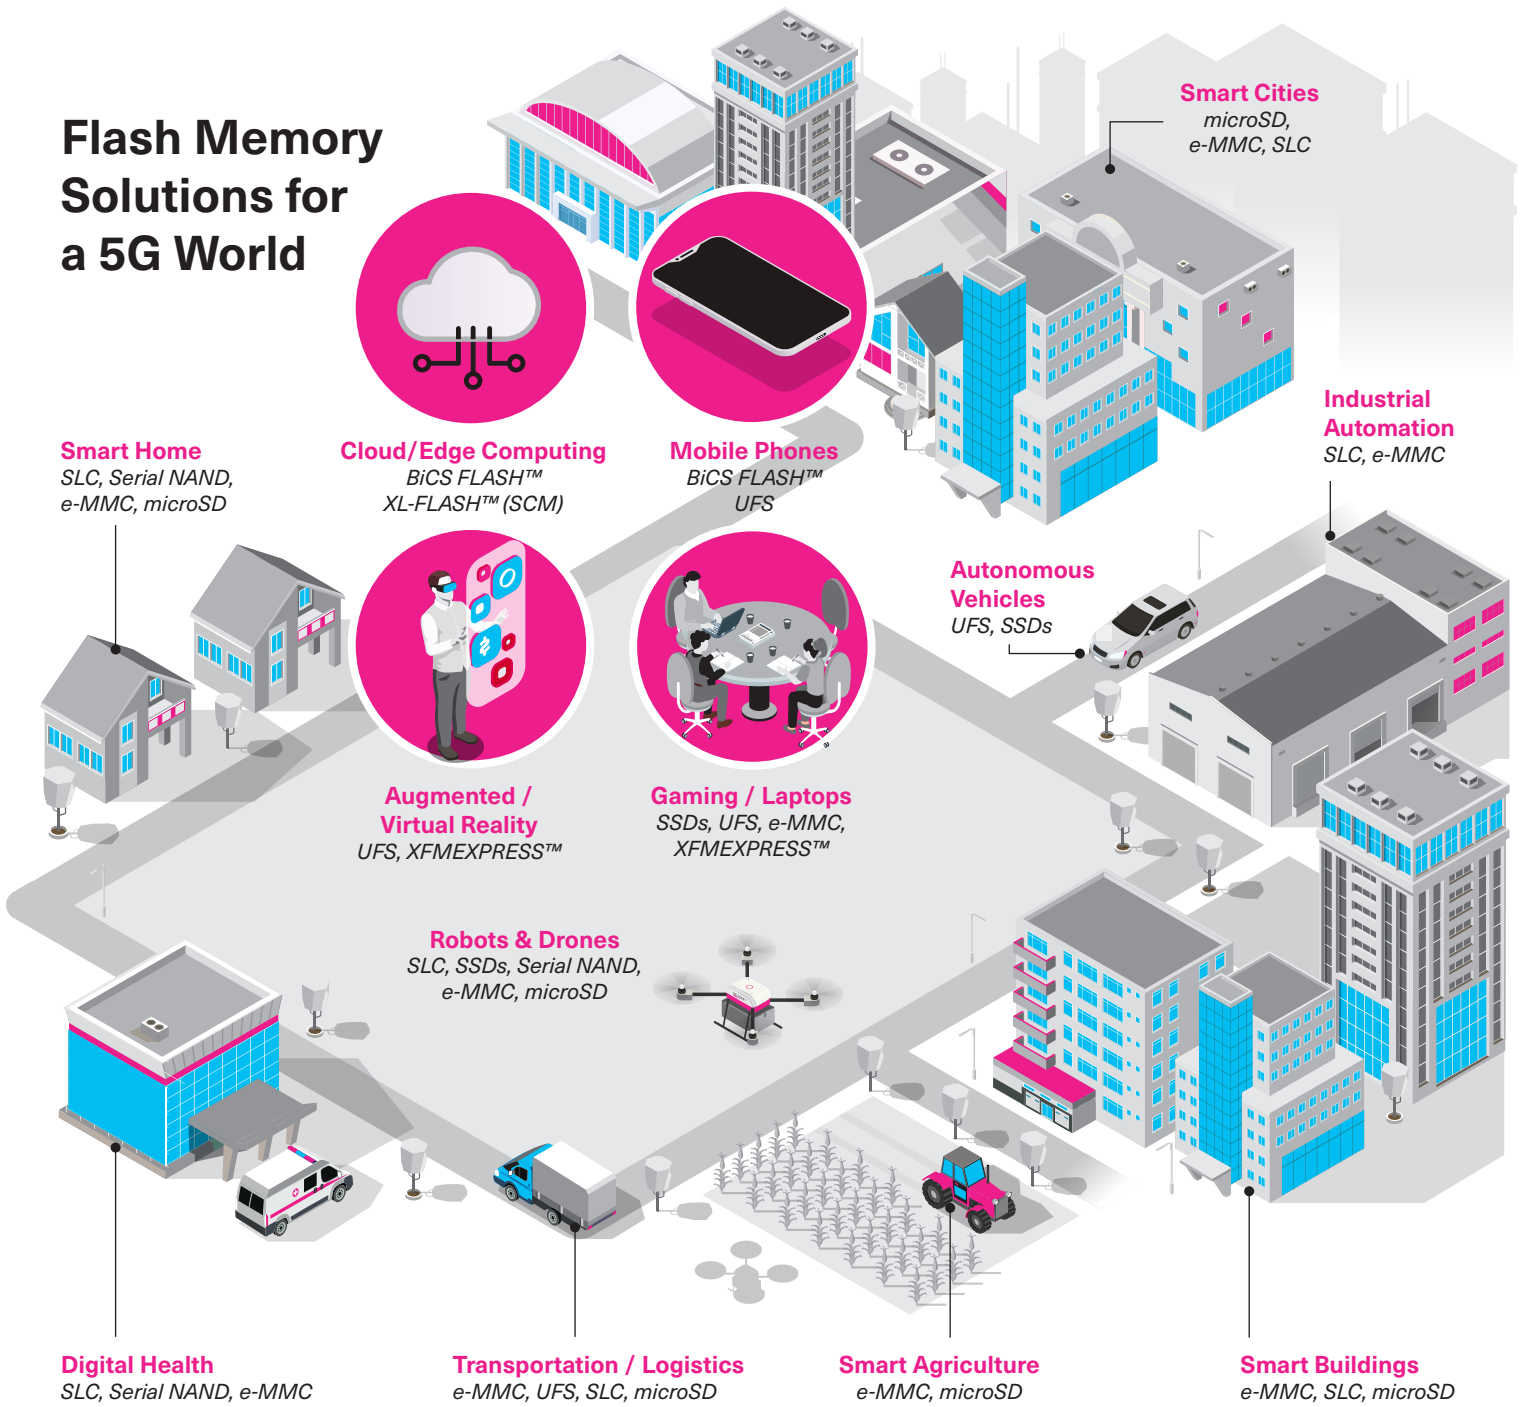 Flash Memory
Solutions for
a 5G World
Smart Cities
microSD,
e-MMC, SLC
Industrial
Automation
SLC, e-MMC
Smart Home
SLC, Serial NAND,
e-MMC, microSD
Cloud/Edge Computing
BiCS FLASH™
XL-FLASH™ (SCM)
Mobile Phones
BiCS FLASH™
UFS
Autonomous
Vehicles
UFS, SSDs
Augmented /
Virtual Reality
UFS, XFMEXPRESS™
Gaming / Laptops
SSDs, UFS, e-MMC,
XFMEXPRESS™
Robots & Drones
SLC, SSDs, Serial NAND,
e-MMC, microSD
Digital Health
SLC, Serial NAND, e-MMC
Transportation / Logistics
e-MMC, UFS, SLC, microSD
Smart Agriculture
e-MMC, microSD
Smart Buildings
e-MMC, SLC, microSD